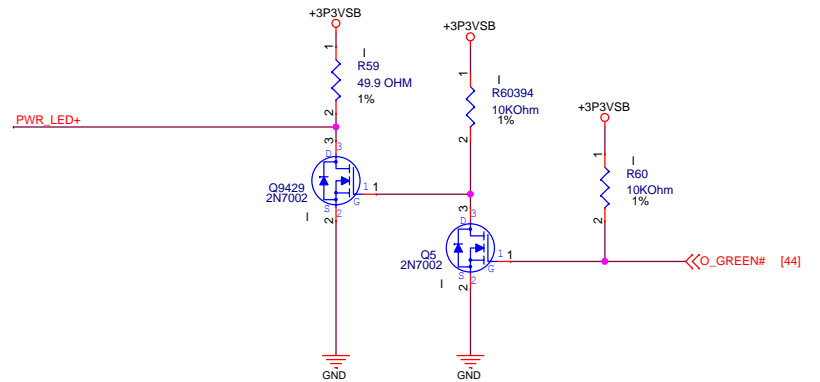 +3P3VSB
1
I
R59
49.9 OHM
1%
2
PWR_LED+
3
3
D
Q9429
2N7002
1
1
G
S
2
2
I
GND
+3P3VSB
1
I
R60394
10KOhm
1%
2
3
3
D
Q5
2N7002
1
1
G
S
2
2
I
GND
+3P3VSB
1
I
R60
10KOhm
1%
2
O_GREEN# [44]